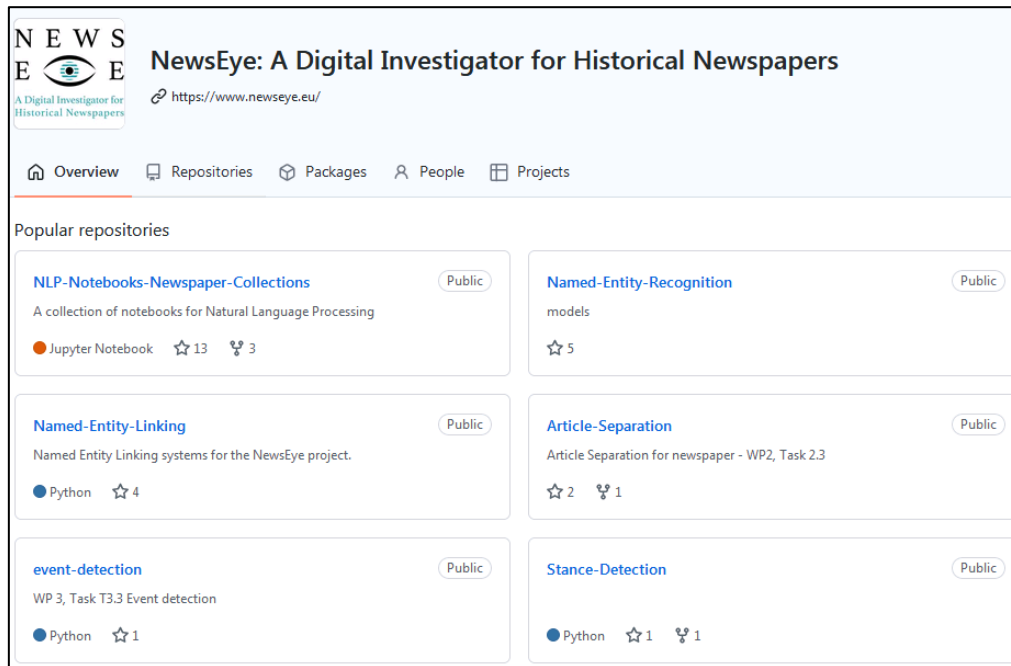 N E W S
E E
A Digital Investigator for
Historical Newspapers
NewsEye: A Digital Investigator for Historical Newspapers
https://www.newseye.eu/
Overview Repositories Packages People Projects
Popular repositories
NLP-Notebooks-Newspaper-Collections Public
A collection of notebooks for Natural Language Processing
Jupyter Notebook 13 3
Named-Entity-Recognition Public
models
5
Named-Entity-Linking Public
Named Entity Linking systems for the NewsEye project.
Python 4
Article-Separation Public
Article Separation for newspaper - WP2, Task 2.3
2 1
event-detection Public
WP 3, Task T3.3 Event detection
Python 1
Stance-Detection Public
Python 1 1